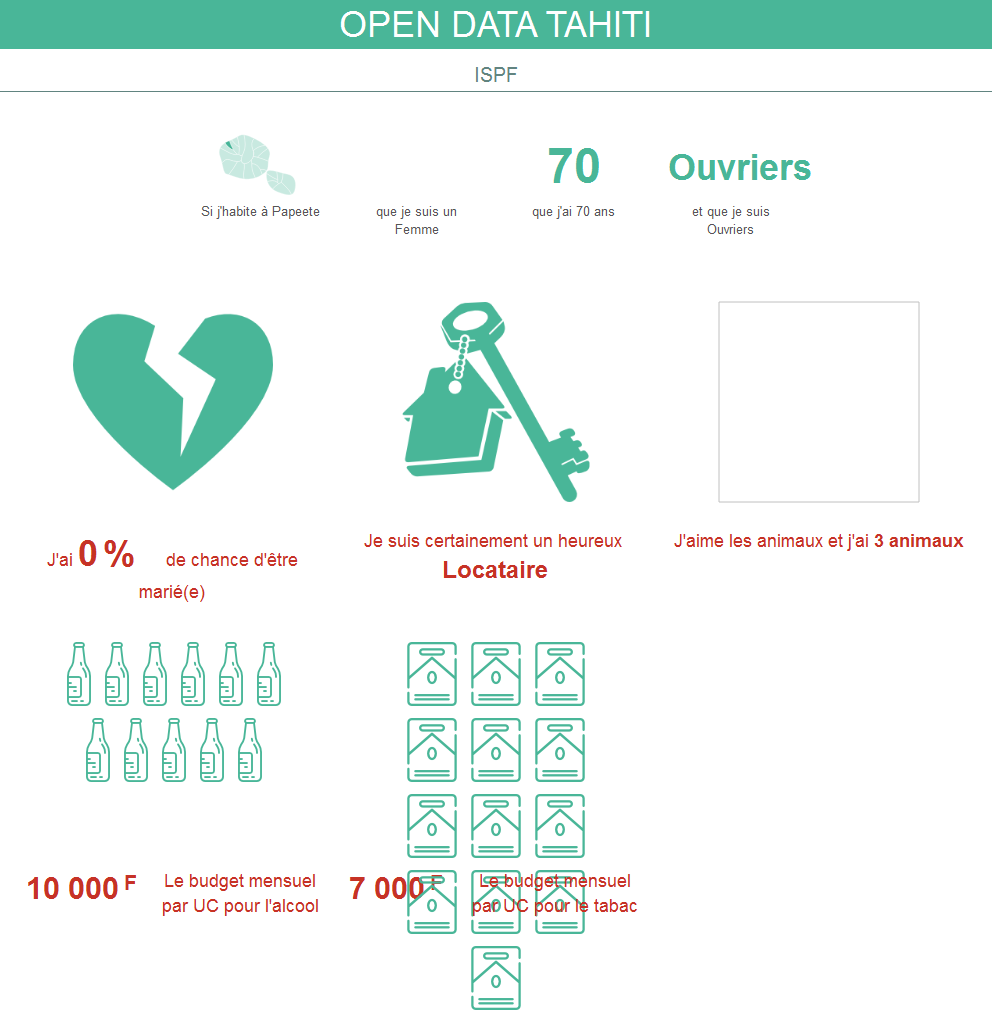 OPEN DATA TAHITI
ISPF
70
Ouvriers
Si j'habite à Papeete
que je suis un
Femme
que j'ai 70 ans
et que je suis
Ouvriers
J'ai 0 % de chance d'être
marié(e)
Je suis certainement un heureux
Locataire
J'aime les animaux et j'ai 3 animaux
10 000 F
Le budget mensuel
par UC pour l'alcool
7 000 F
Le budget mensuel
par UC pour le tabac